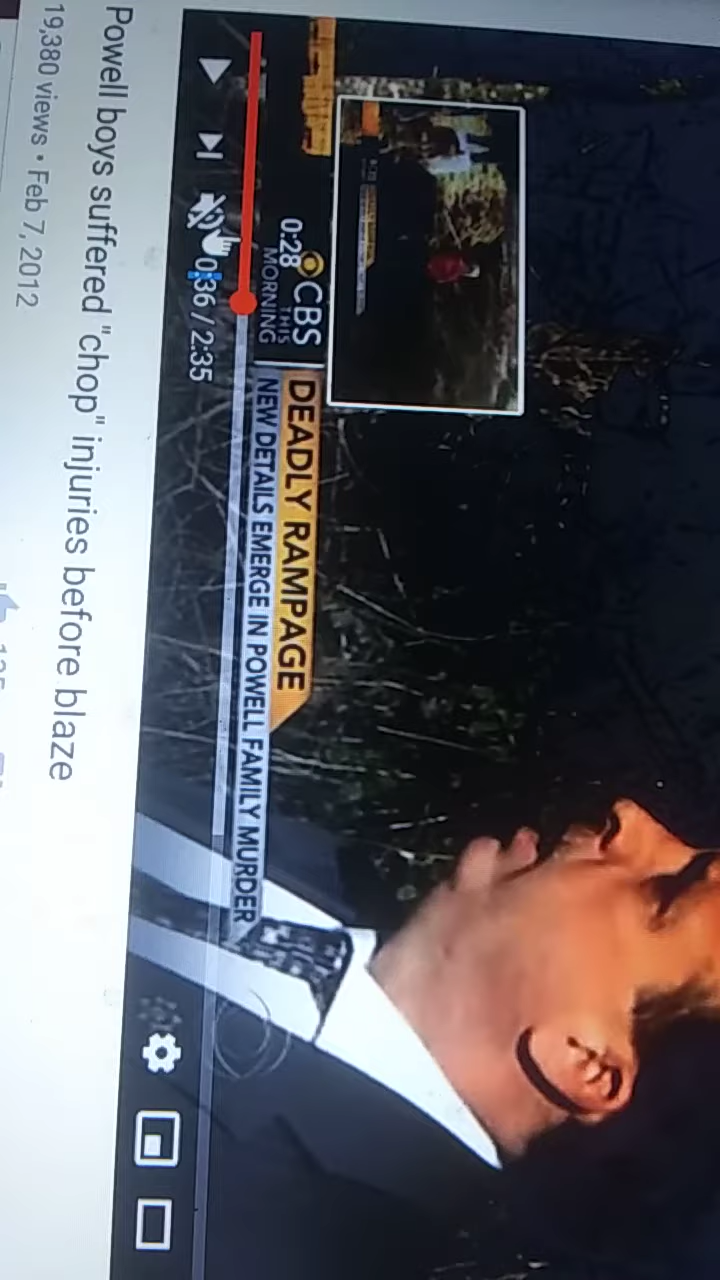 CBS
THIS
MORNING
DEADLY RAMPAGE
NEW DETAILS EMERGE IN POWELL FAMILY MURDER
0:28
0:36 / 2:35
Powell boys suffered "chop" injuries before blaze
19,380 views • Feb 7, 2012